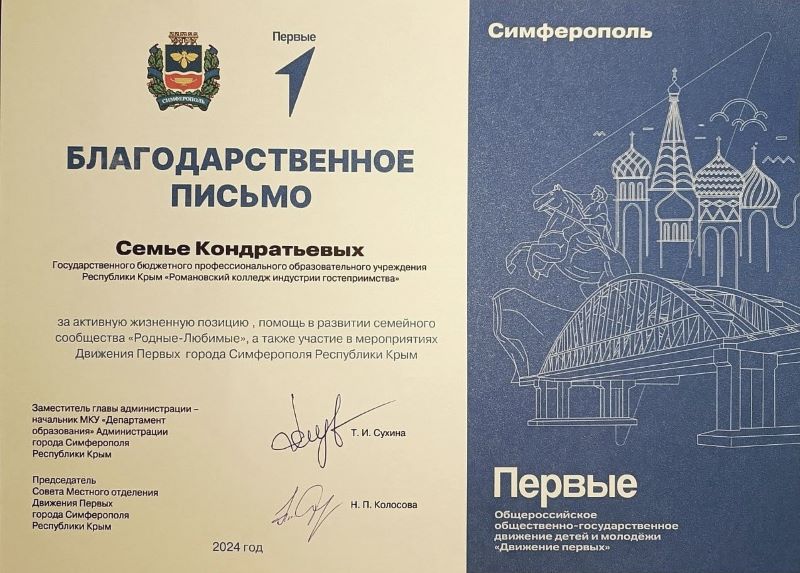 СИМФЕРОПОЛЬ
Первые
БЛАГОДАРСТВЕННОЕ
ПИСЬМО
Семье Кондратьевых
Государственного бюджетного профессионального образовательного учреждения
Республики Крым «Романовский колледж индустрии гостеприимства»
за активную жизненную позицию , помощь в развитии семейного
сообщества «Родные-Любимые», а также участие в мероприятиях
Движения Первых города Симферополя Республики Крым
Заместитель главы администрации –
начальник МКУ «Департамент
образования» Администрации
города Симферополя
Республики Крым
Т. И. Сухина
Председатель
Совета Местного отделения
Движения Первых
города Симферополя
Республики Крым
Н. П. Колосова
2024 год
Симферополь
Первые
Общероссийское
общественно-государственное
движение детей и молодёжи
«Движение первых»